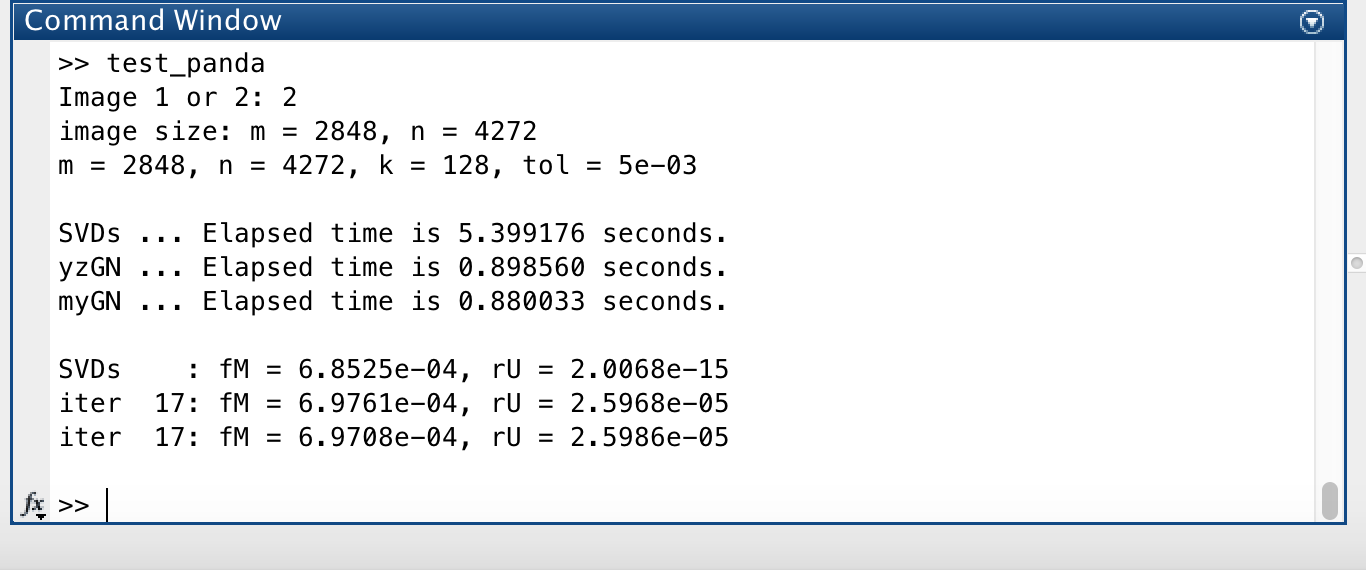 Command Window
>> test_panda
Image 1 or 2: 2
image size: m = 2848, n = 4272
m = 2848, n = 4272, k = 128, tol = 5e-03
SVDs ... Elapsed time is 5.399176 seconds.
yzGN ... Elapsed time is 0.898560 seconds.
myGN ... Elapsed time is 0.880033 seconds.
SVDs    : fM = 6.8525e-04, rU = 2.0068e-15
iter  17: fM = 6.9761e-04, rU = 2.5968e-05
iter  17: fM = 6.9708e-04, rU = 2.5986e-05
fx >>